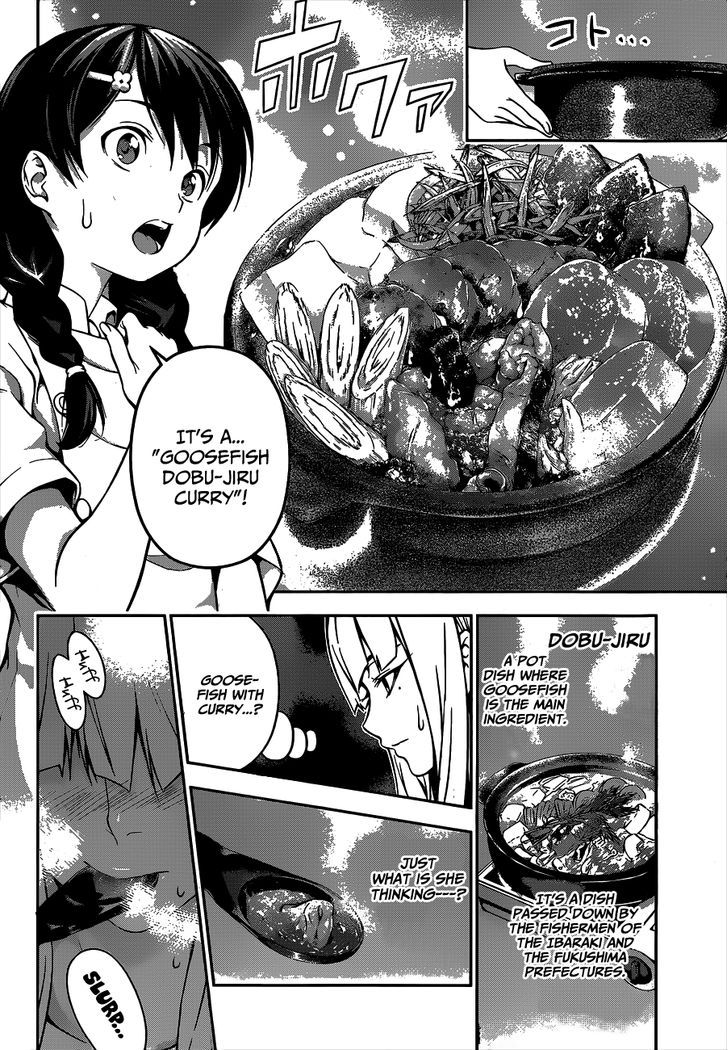 コト...
ホワァ
IT'S A...
"GOOSEFISH
DOBU-JIRU
CURRY"!
DOBU-JIRU
A POT
DISH WHERE
GOOSEFISH
IS THE MAIN
INGREDIENT.
IT'S A DISH
PASSED DOWN BY
THE FISHERMEN OF
THE IBARAKI AND
THE FUKUSHIMA
PREFECTURES.
GOOSE-
FISH WITH
CURRY...?
JUST
WHAT IS SHE
THINKING---?
Huff
Huff
SLURP...